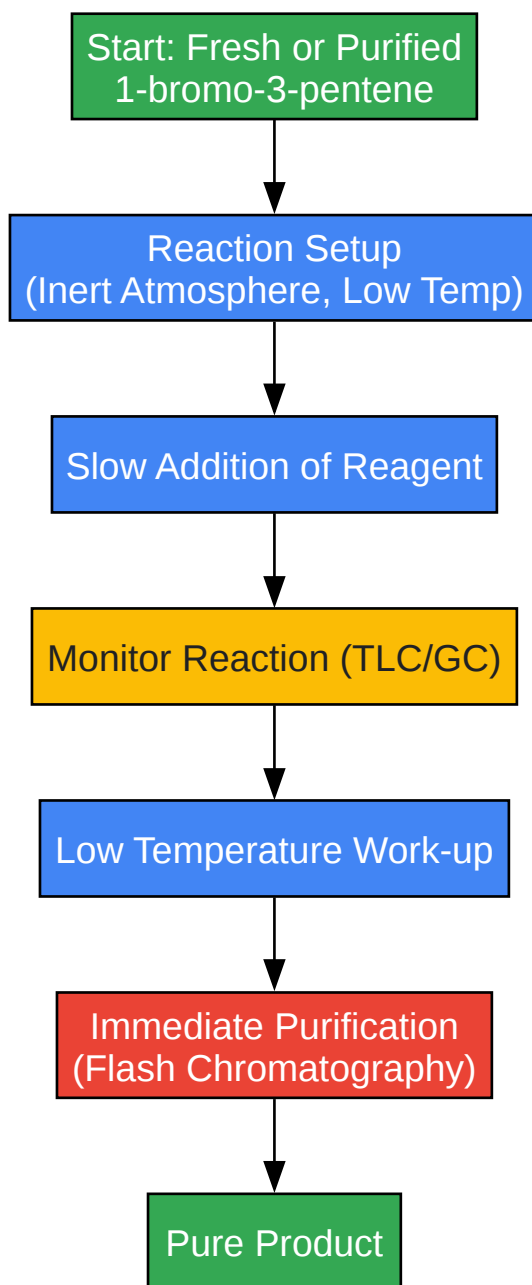 Start: Fresh or Purified
1-bromo-3-pentene
Reaction Setup
(Inert Atmosphere, Low Temp)
Slow Addition of Reagent
Monitor Reaction (TLC/GC)
Low Temperature Work-up
Immediate Purification
(Flash Chromatography)
Pure Product